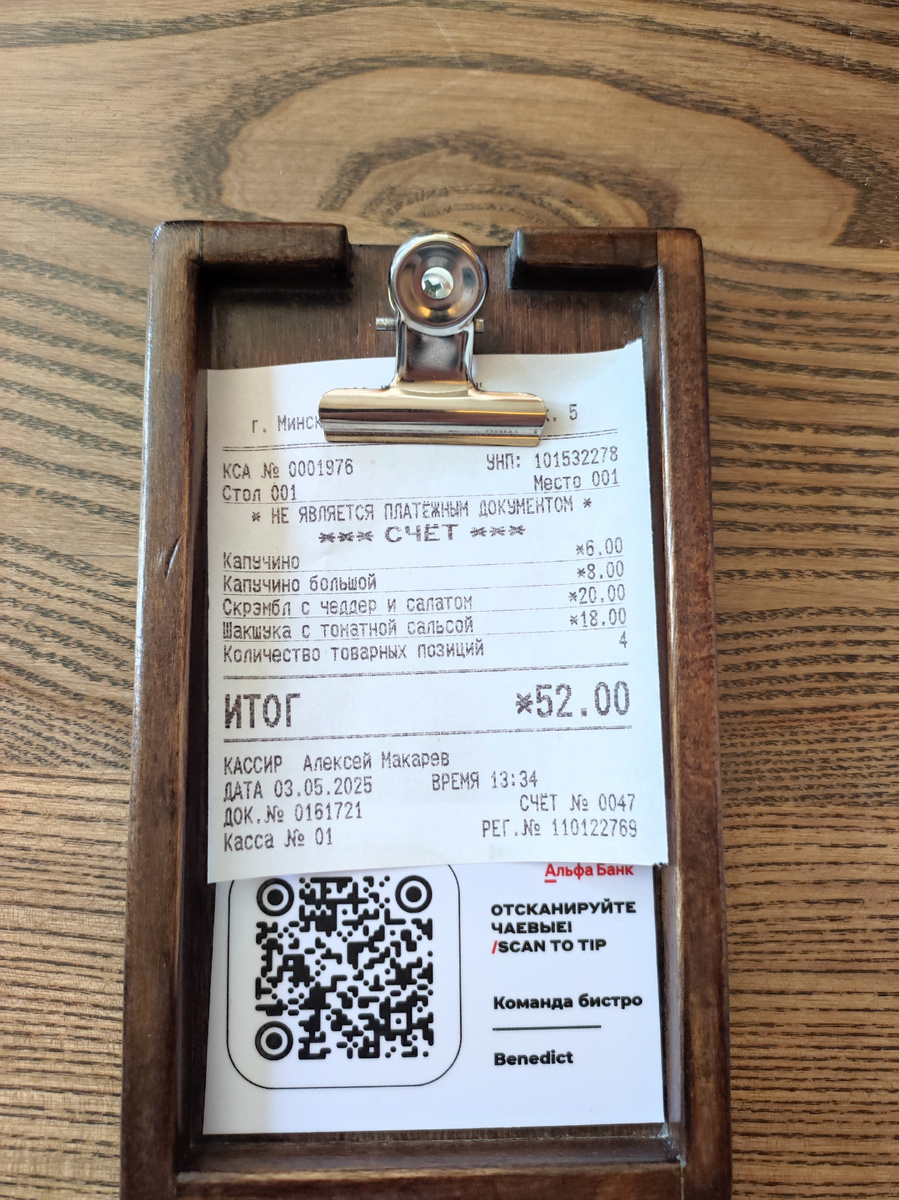 г. Минск
. 5
КСА № 0001976 УНП: 101532278
Стол 001 Место 001
* НЕ ЯВЛЯЕТСЯ ПЛАТЁЖНЫМ ДОКУМЕНТОМ *
*** СЧЁТ ***
Капучино *6.00
Капучино большой *8.00
Скрэмбл с чеддер и салатом *20.00
Шакшука с томатной сальсой *18.00
Количество товарных позиций 4
ИТОГ *52.00
КАССИР Алексей Макарев
ДАТА 03.05.2025 ВРЕМЯ 13:34
ДОК.№ 0161721 СЧЁТ № 0047
Касса № 01 РЕГ.№ 110122769
Альфа Банк
ОТСКАНИРУЙТЕ
ЧАЕВЫЕ!
/SCAN TO TIP
Команда бистро
Benedict